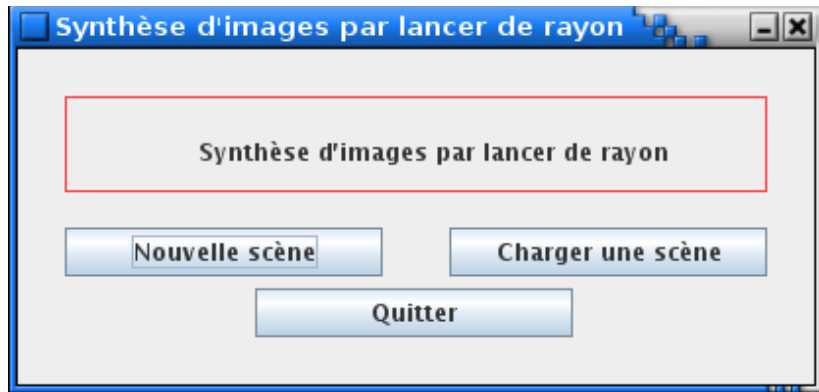 Synthèse d'images par lancer de rayon
Synthèse d'images par lancer de rayon
Nouvelle scène
Charger une scène
Quitter